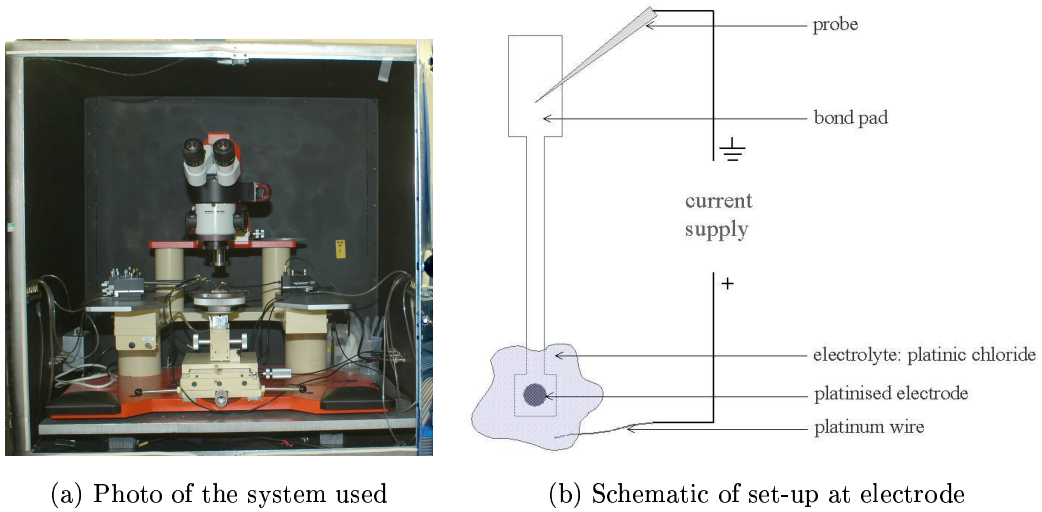 probe
bond pad
current
supply
+
electrolyte: platinic chloride
platinised electrode
platinum wire
(a) Photo of the system used
(b) Schematic of set-up at electrode